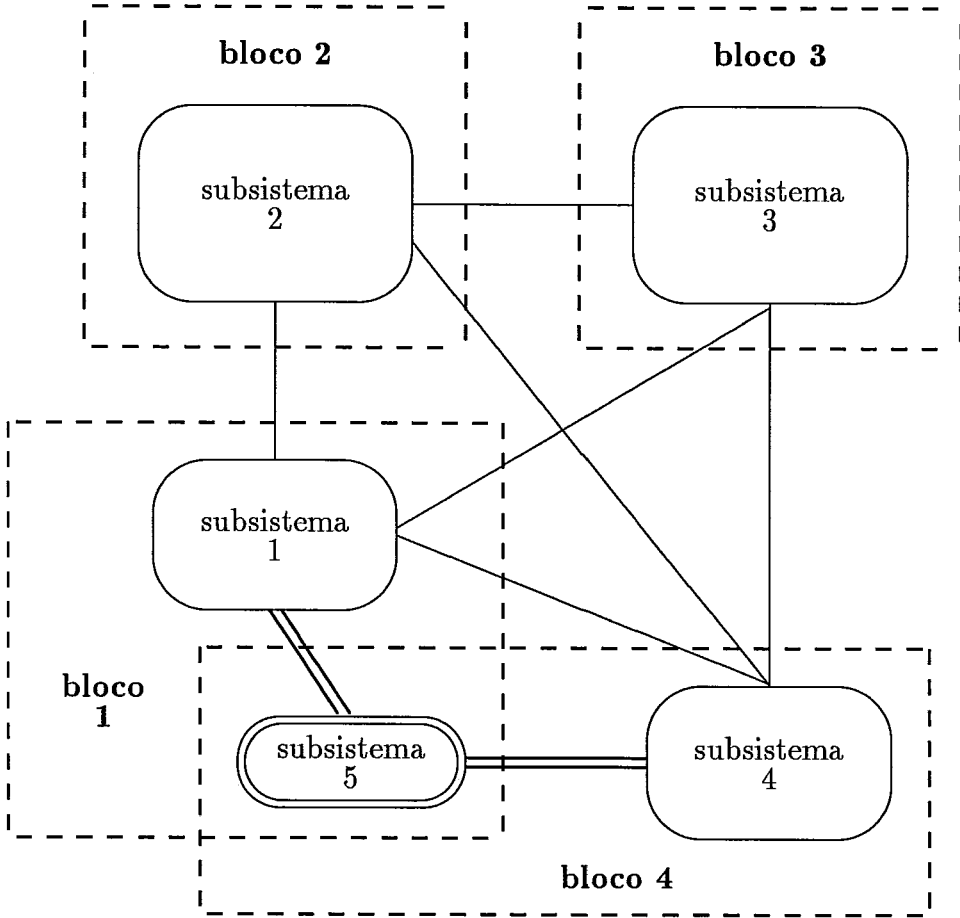 bloco 2
bloco 3
subsistema
2
subsistema
3
subsistema
1
bloco
1
subsistema
5
subsistema
4
bloco 4